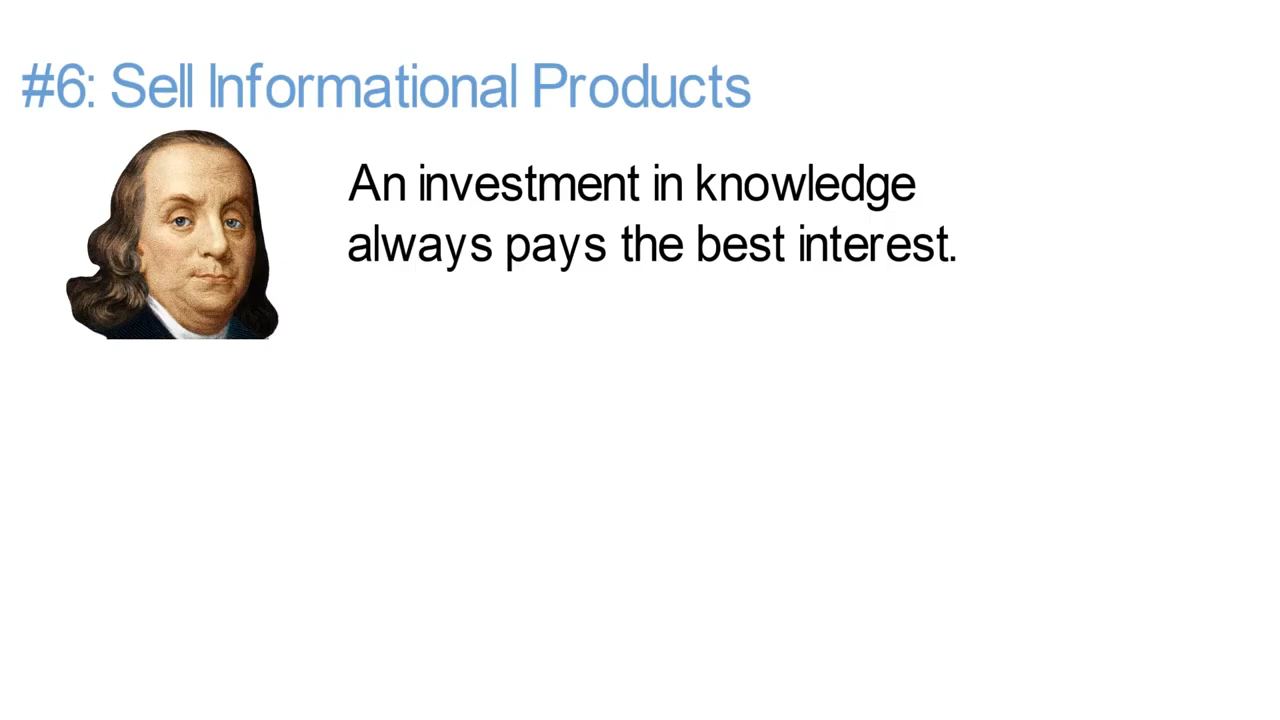 #6: Sell Informational Products
An investment in knowledge
always pays the best interest.